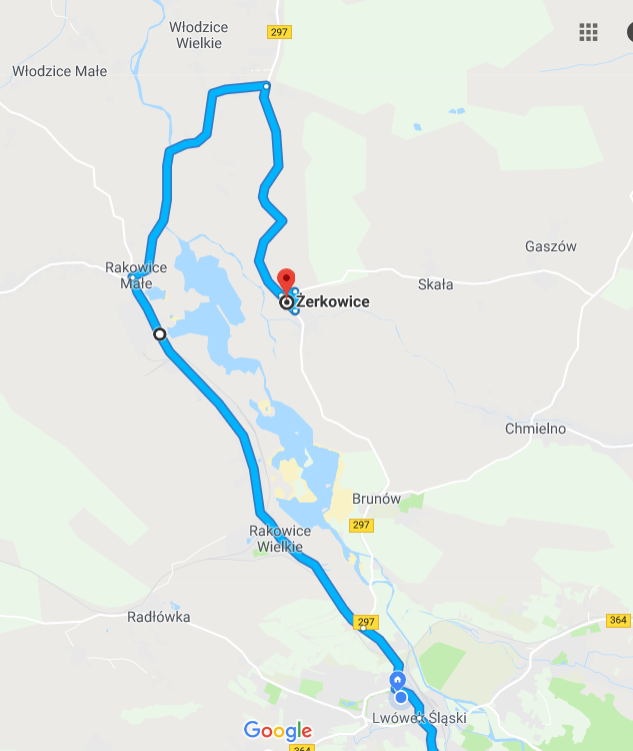 Włodzice
Wielkie
297
Włodzice Małe
Gaszów
Rakowice
Małe
Skała
Żerkowice
Chmielno
Brunów
297
Rakowice
Wielkie
Radłówka
297
364
Lwówek Śląski
Google
364